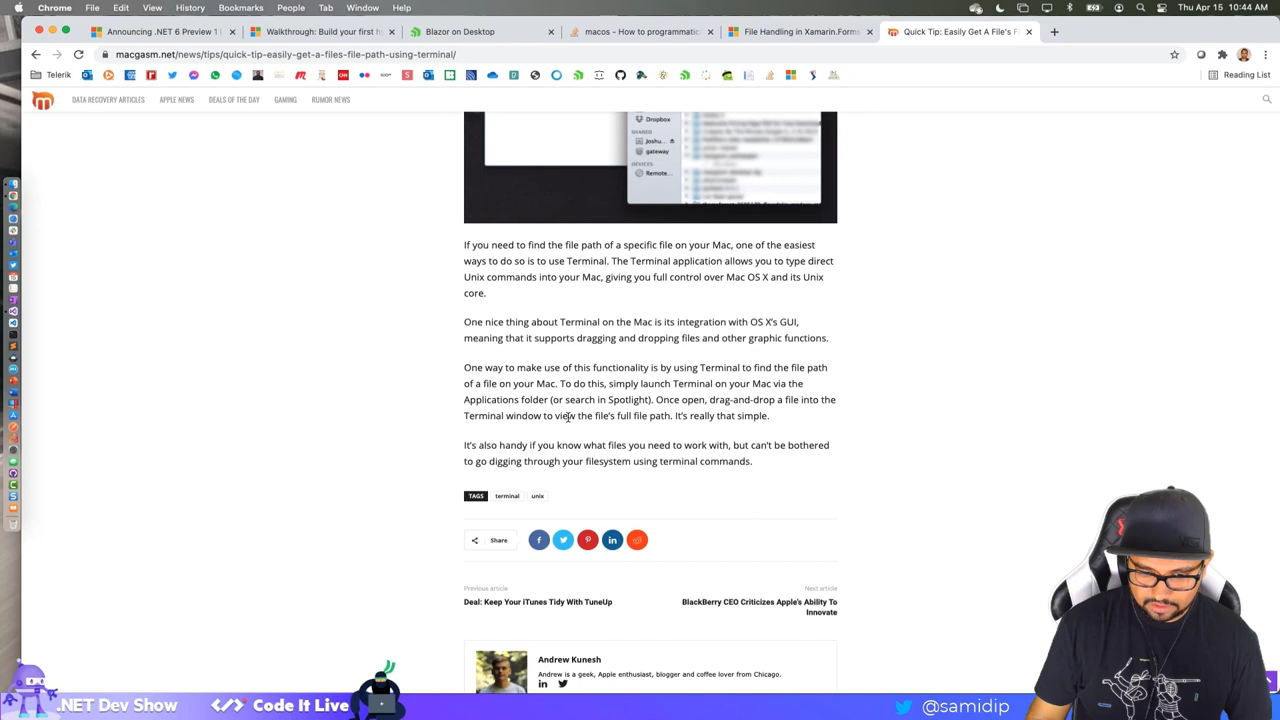 Chrome File Edit View History Bookmarks People Tab Window Help
Thu Apr 15 10:44 AM
Announcing .NET 6 Preview 1
Walkthrough: Build your first h
Blazor on Desktop
macos - How to programmatic
File Handling in Xamarin.Forms
Quick Tip: Easily Get A File's F
macgasm.net/news/tips/quick-tip-easily-get-a-files-file-path-using-terminal/
Telerik
Reading List
DATA RECOVERY ARTICLES
APPLE NEWS
DEALS OF THE DAY
GAMING
RUMOR NEWS
Dropbox
SHARED
Joshu...
gateway
DEVICES
Remote...
If you need to find the file path of a specific file on your Mac, one of the easiest
ways to do so is to use Terminal. The Terminal application allows you to type direct
Unix commands into your Mac, giving you full control over Mac OS X and its Unix
core.
One nice thing about Terminal on the Mac is its integration with OS X's GUI,
meaning that it supports dragging and dropping files and other graphic functions.
One way to make use of this functionality is by using Terminal to find the file path
of a file on your Mac. To do this, simply launch Terminal on your Mac via the
Applications folder (or search in Spotlight). Once open, drag-and-drop a file into the
Terminal window to view the file's full file path. It's really that simple.
It's also handy if you know what files you need to work with, but can't be bothered
to go digging through your filesystem using terminal commands.
TAGS terminal unix
Share
Previous article
Next article
Deal: Keep Your iTunes Tidy With TuneUp
BlackBerry CEO Criticizes Apple's Ability To
Innovate
Andrew Kunesh
Andrew is a geek, Apple enthusiast, blogger and coffee lover from Chicago.
.NET Dev Show
Code It Live
@samidip